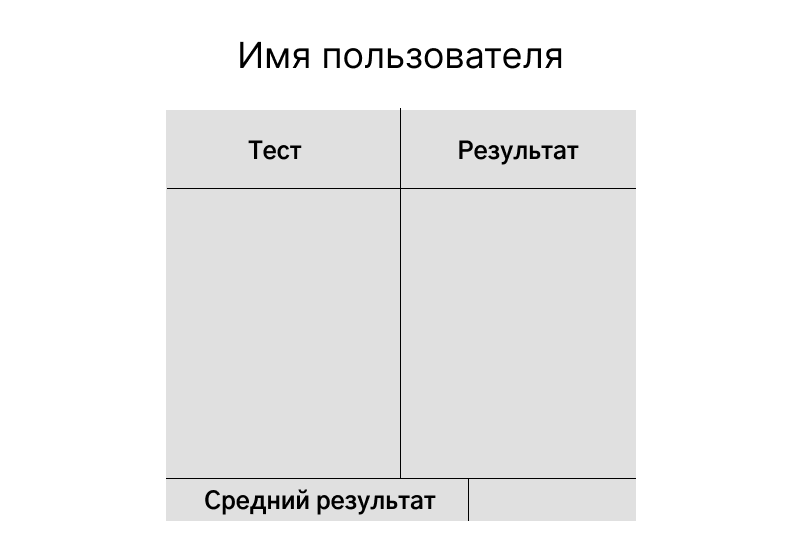 Имя пользователя
Тест Результат
Средний результат